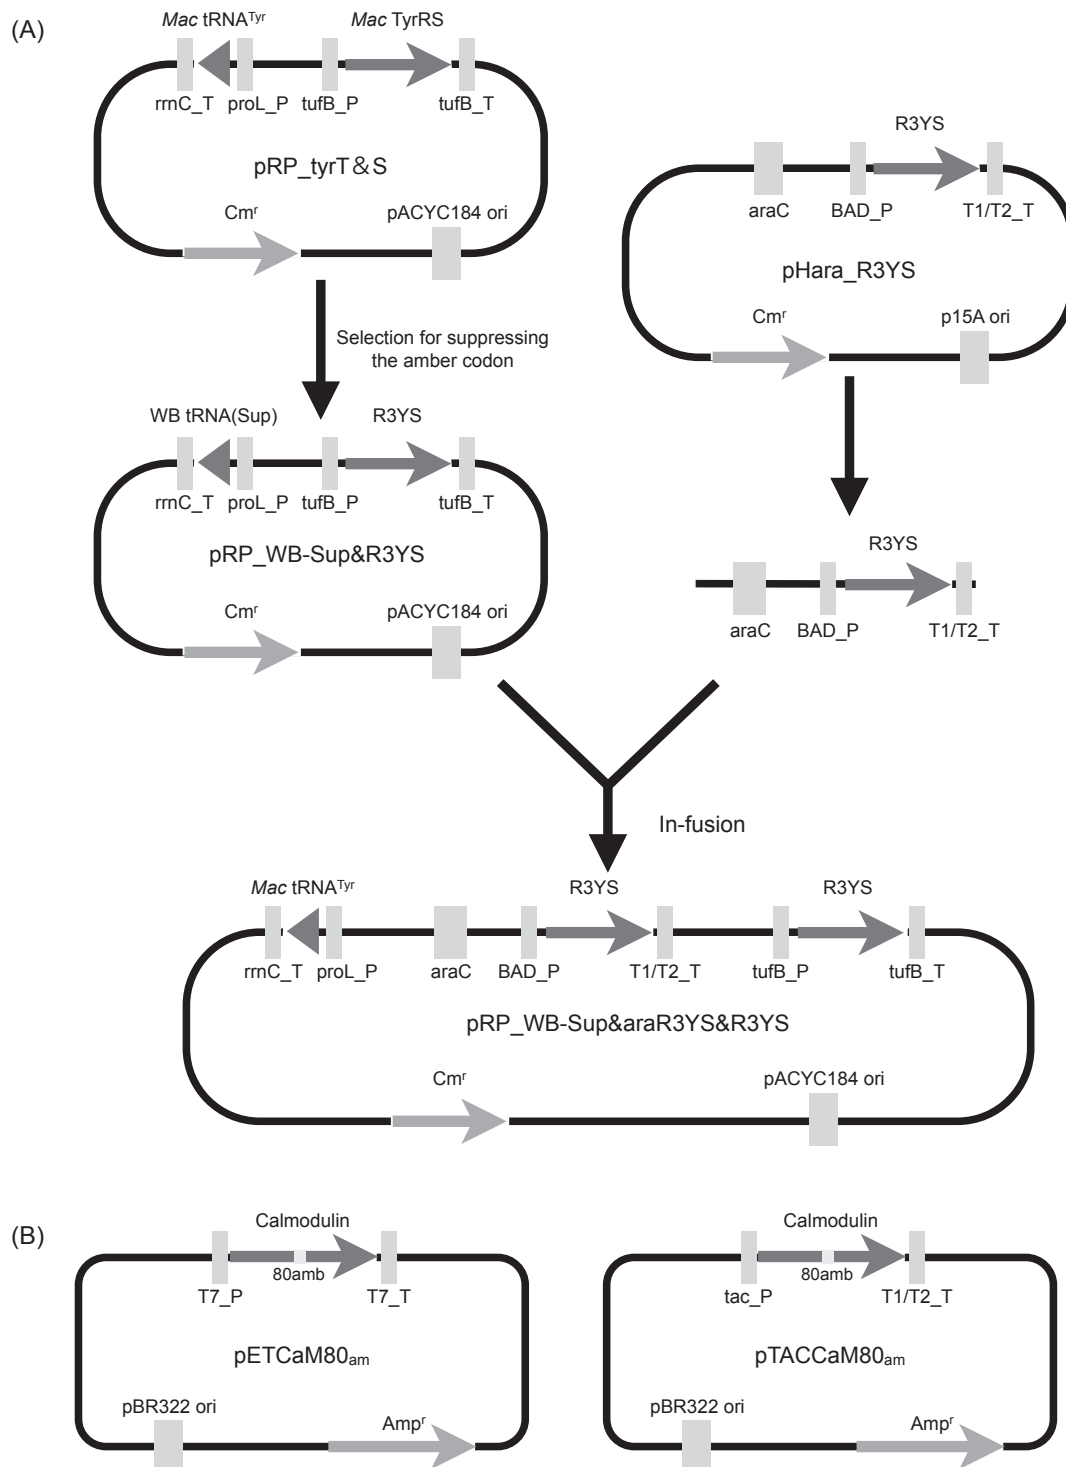 (A)
Mac tRNATyr
Mac TyrRS
rrnC_T
proL_P
tufB_P
tufB_T
pRP_tyrT&S
Cmr
pACYC184 ori
R3YS
araC
BAD_P
T1/T2_T
pHara_R3YS
Cmr
p15A ori
Selection for suppressing
the amber codon
WB tRNA(Sup)
R3YS
rrnC_T
proL_P
tufB_P
tufB_T
pRP_WB-Sup&R3YS
Cmr
pACYC184 ori
R3YS
araC
BAD_P
T1/T2_T
In-fusion
Mac tRNATyr
R3YS
R3YS
rrnC_T
proL_P
araC
BAD_P
T1/T2_T
tufB_P
tufB_T
pRP_WB-Sup&araR3YS&R3YS
Cmr
pACYC184 ori
(B)
Calmodulin
80amb
T7_P
T7_T
pETCaM80am
pBR322 ori
Ampr
Calmodulin
80amb
tac_P
T1/T2_T
pTACCaM80am
pBR322 ori
Ampr